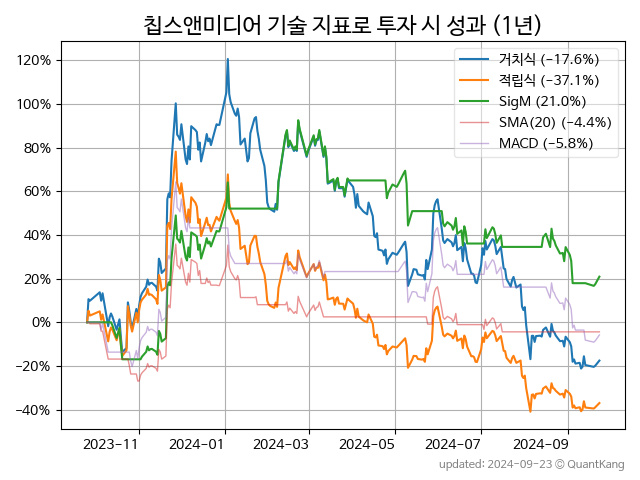 칩스앤미디어 기술 지표로 투자 시 성과 (1년)
거치식 (-17.6%)
적립식 (-37.1%)
SigM (21.0%)
SMA(20) (-4.4%)
MACD (-5.8%)
120%
100%
80%
60%
40%
20%
0%
-20%
-40%
2023-11 2024-01 2024-03 2024-05 2024-07 2024-09
updated: 2024-09-23 © QuantKang